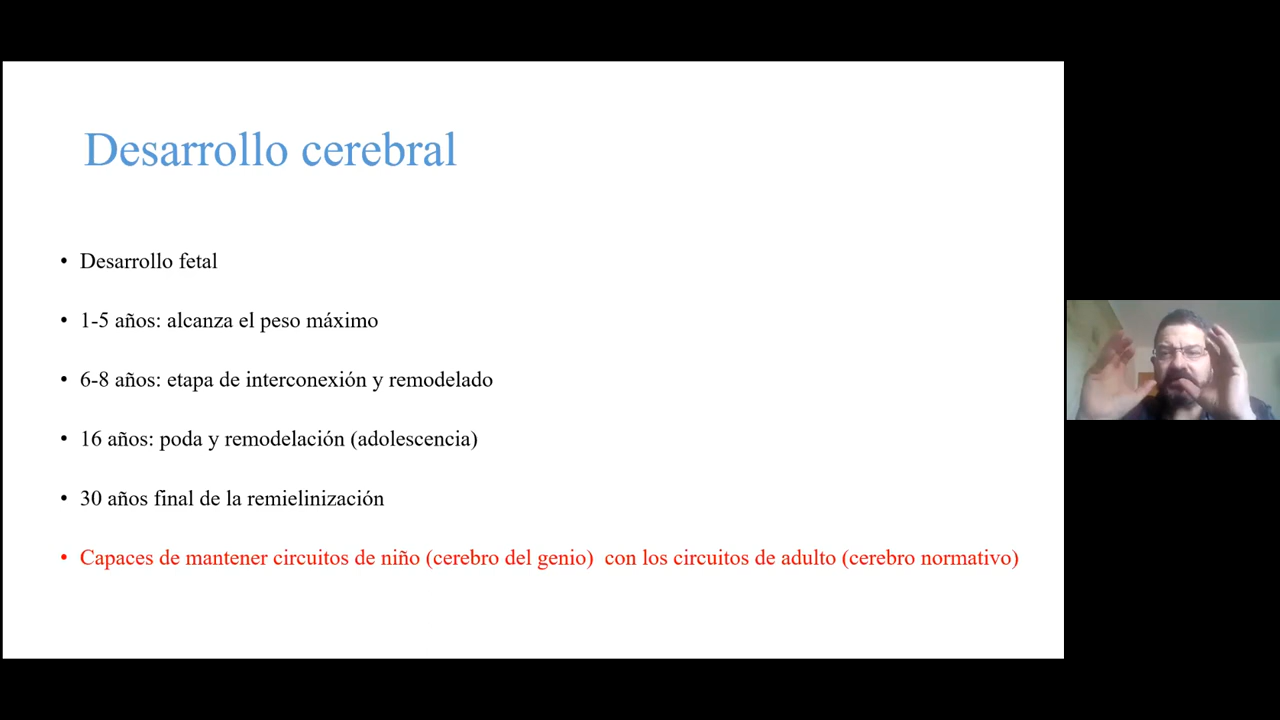 Desarrollo cerebral
• Desarrollo fetal
• 1-5 años: alcanza el peso máximo
• 6-8 años: etapa de interconexión y remodelado
• 16 años: poda y remodelación (adolescencia)
• 30 años final de la remielinización
• Capaces de mantener circuitos de niño (cerebro del genio)  con los circuitos de adulto (cerebro normativo)